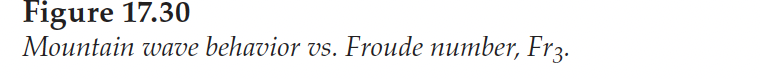 Figure 17.30
Mountain wave behavior vs. Froude number, Fr3.